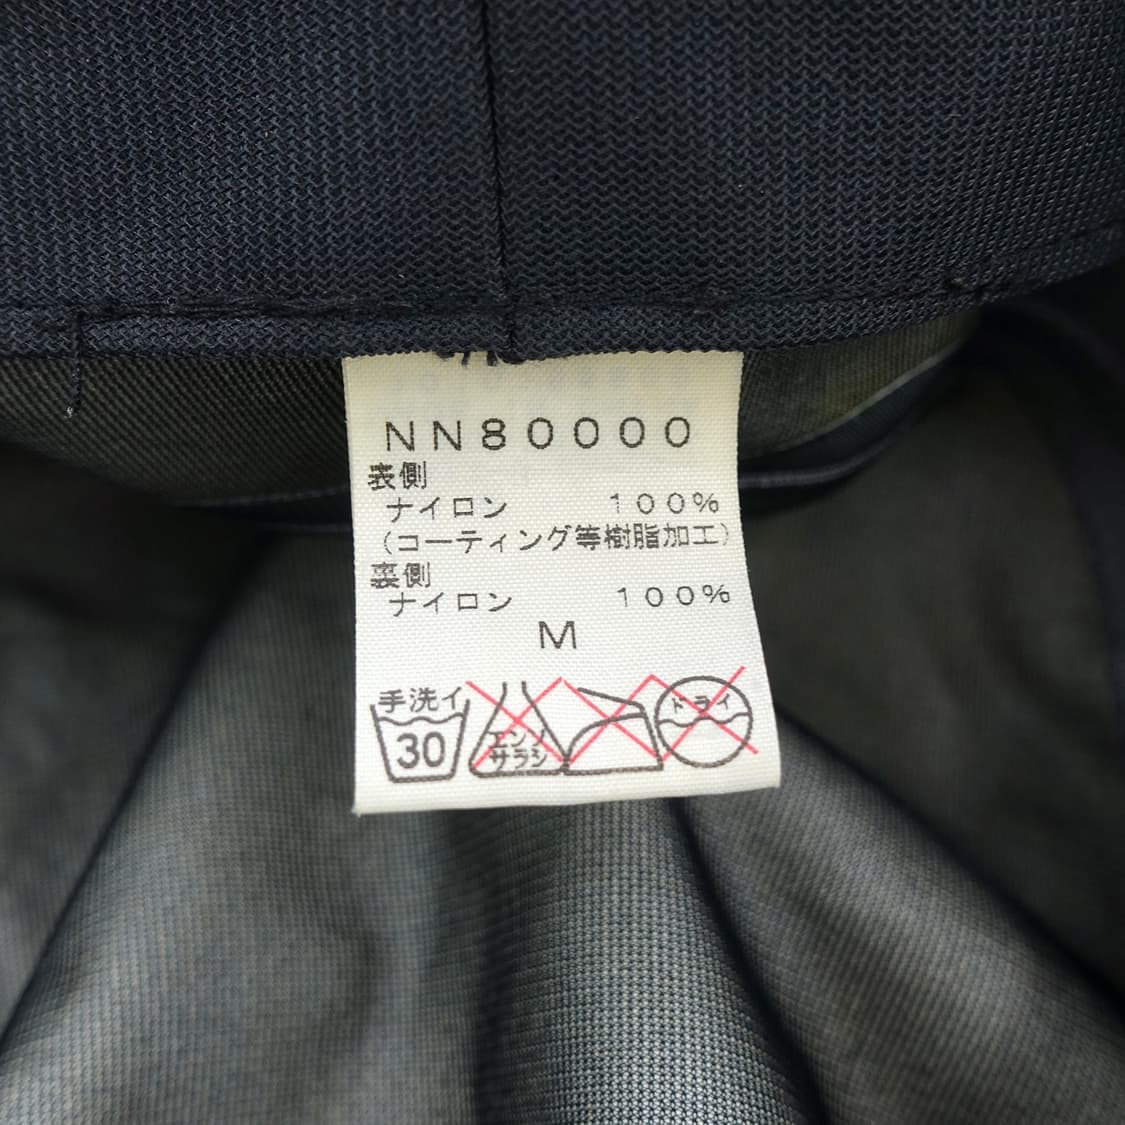 NN80000
表側
ナイロン 100%
(コーティング等樹脂加工)
裏側
ナイロン 100%
M
手洗イ
30
エンソ
サラシ
ドライ